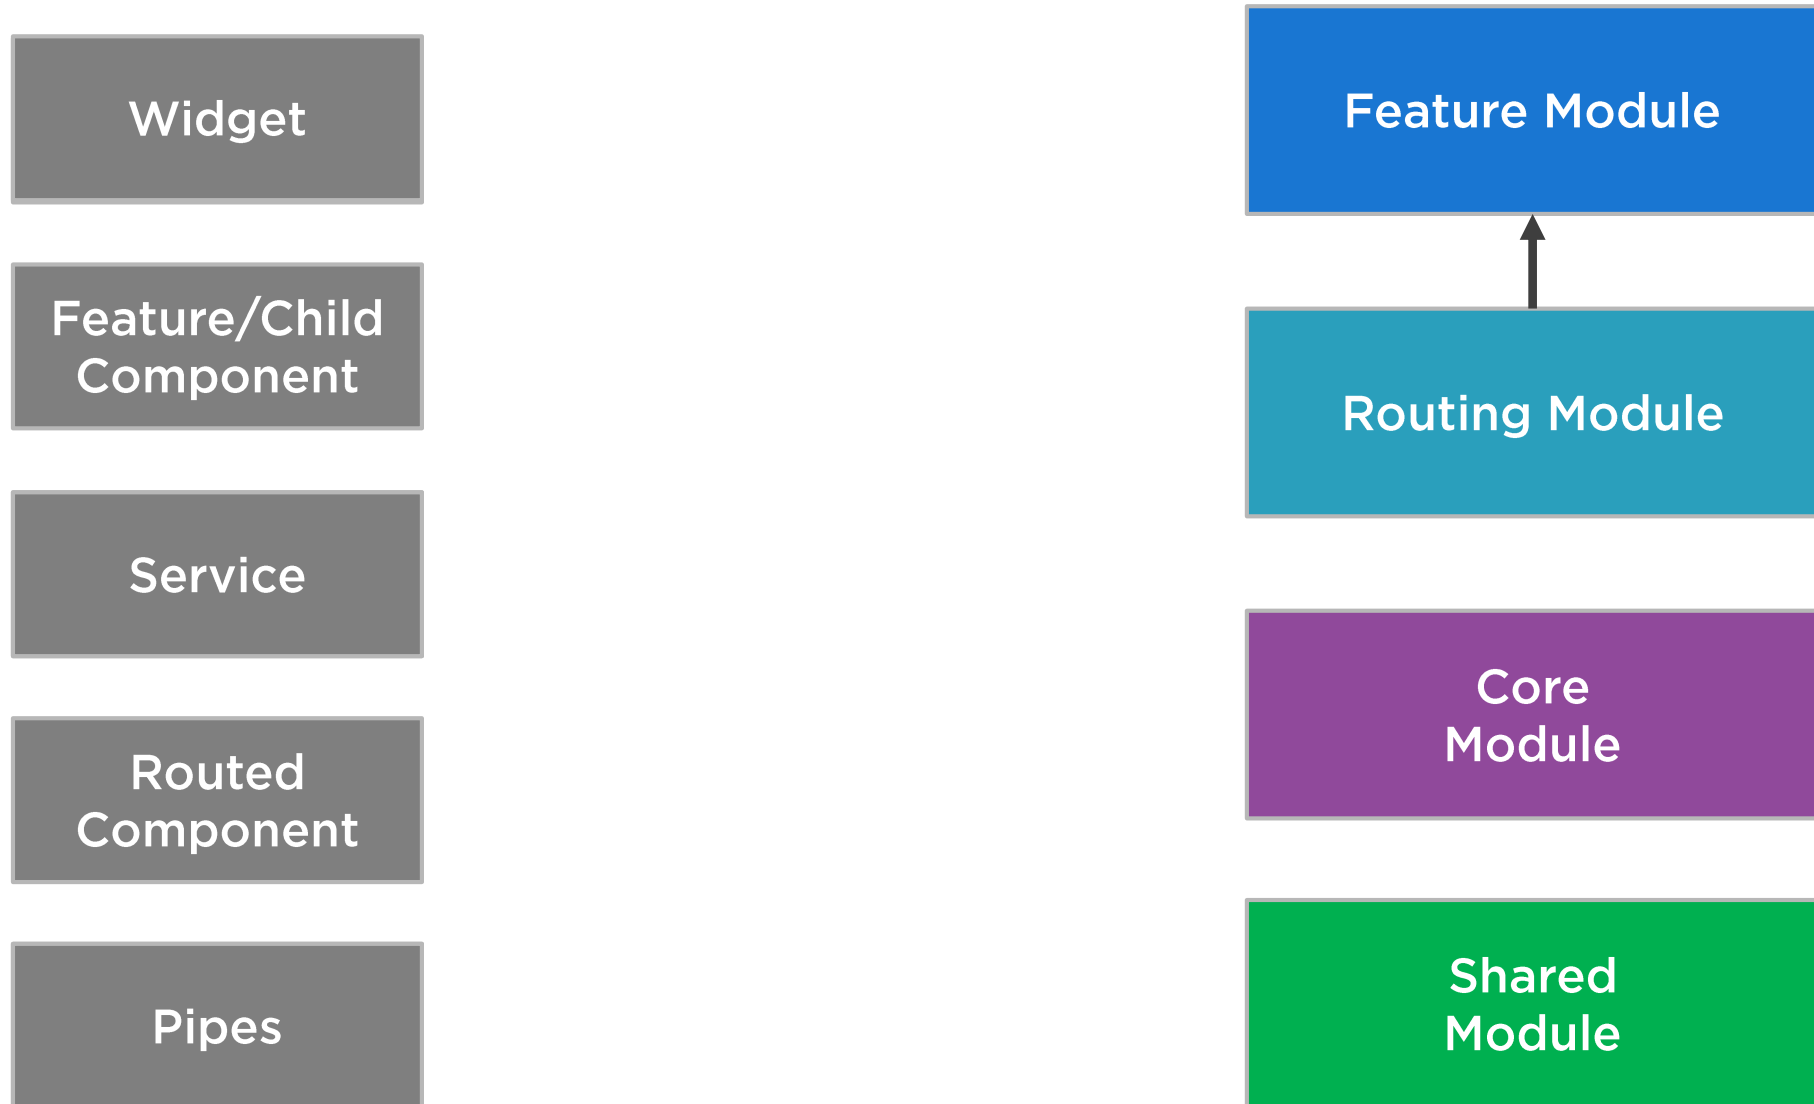 Widget
Feature/Child
Component
Service
Routed
Component
Pipes
Feature Module
Routing Module
Core
Module
Shared
Module